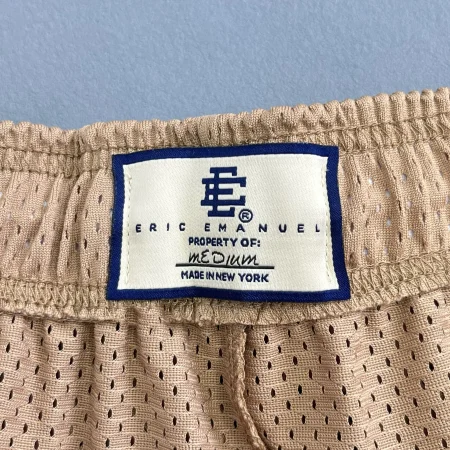 EE®
ERIC EMANUEL
PROPERTY OF:
mEDIum
MADE IN NEW YORK